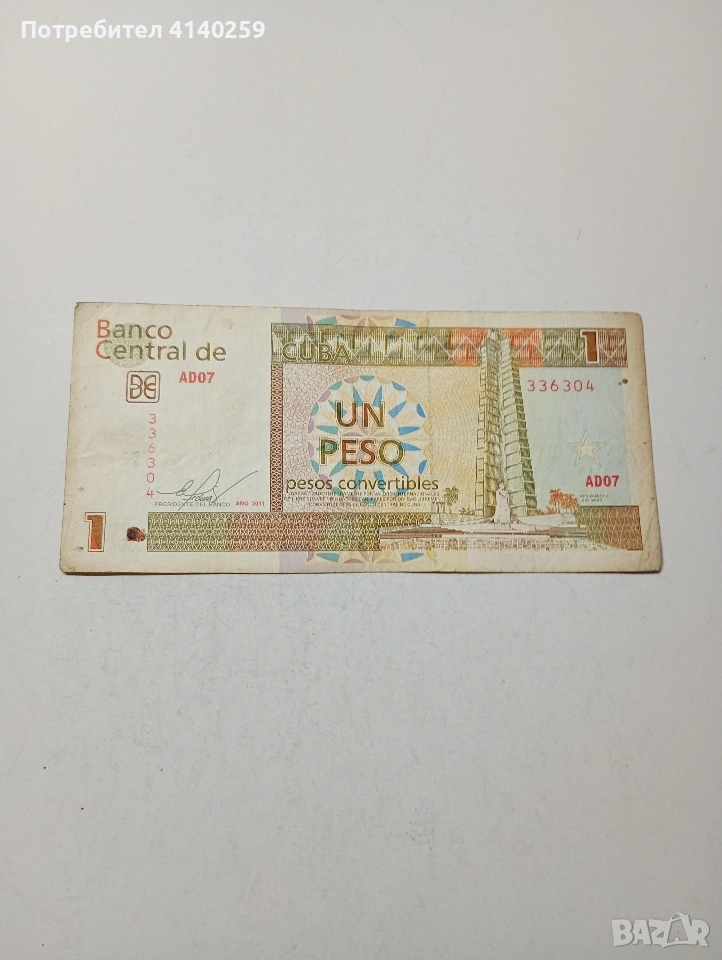 Потребител 4140259
Banco
Central de
CUBA
1
AD07
336304
336304
UN
PESO
pesos convertibles
AD07
PRESIDENTE DEL BANCO AÑO 2011
1
BAZAR